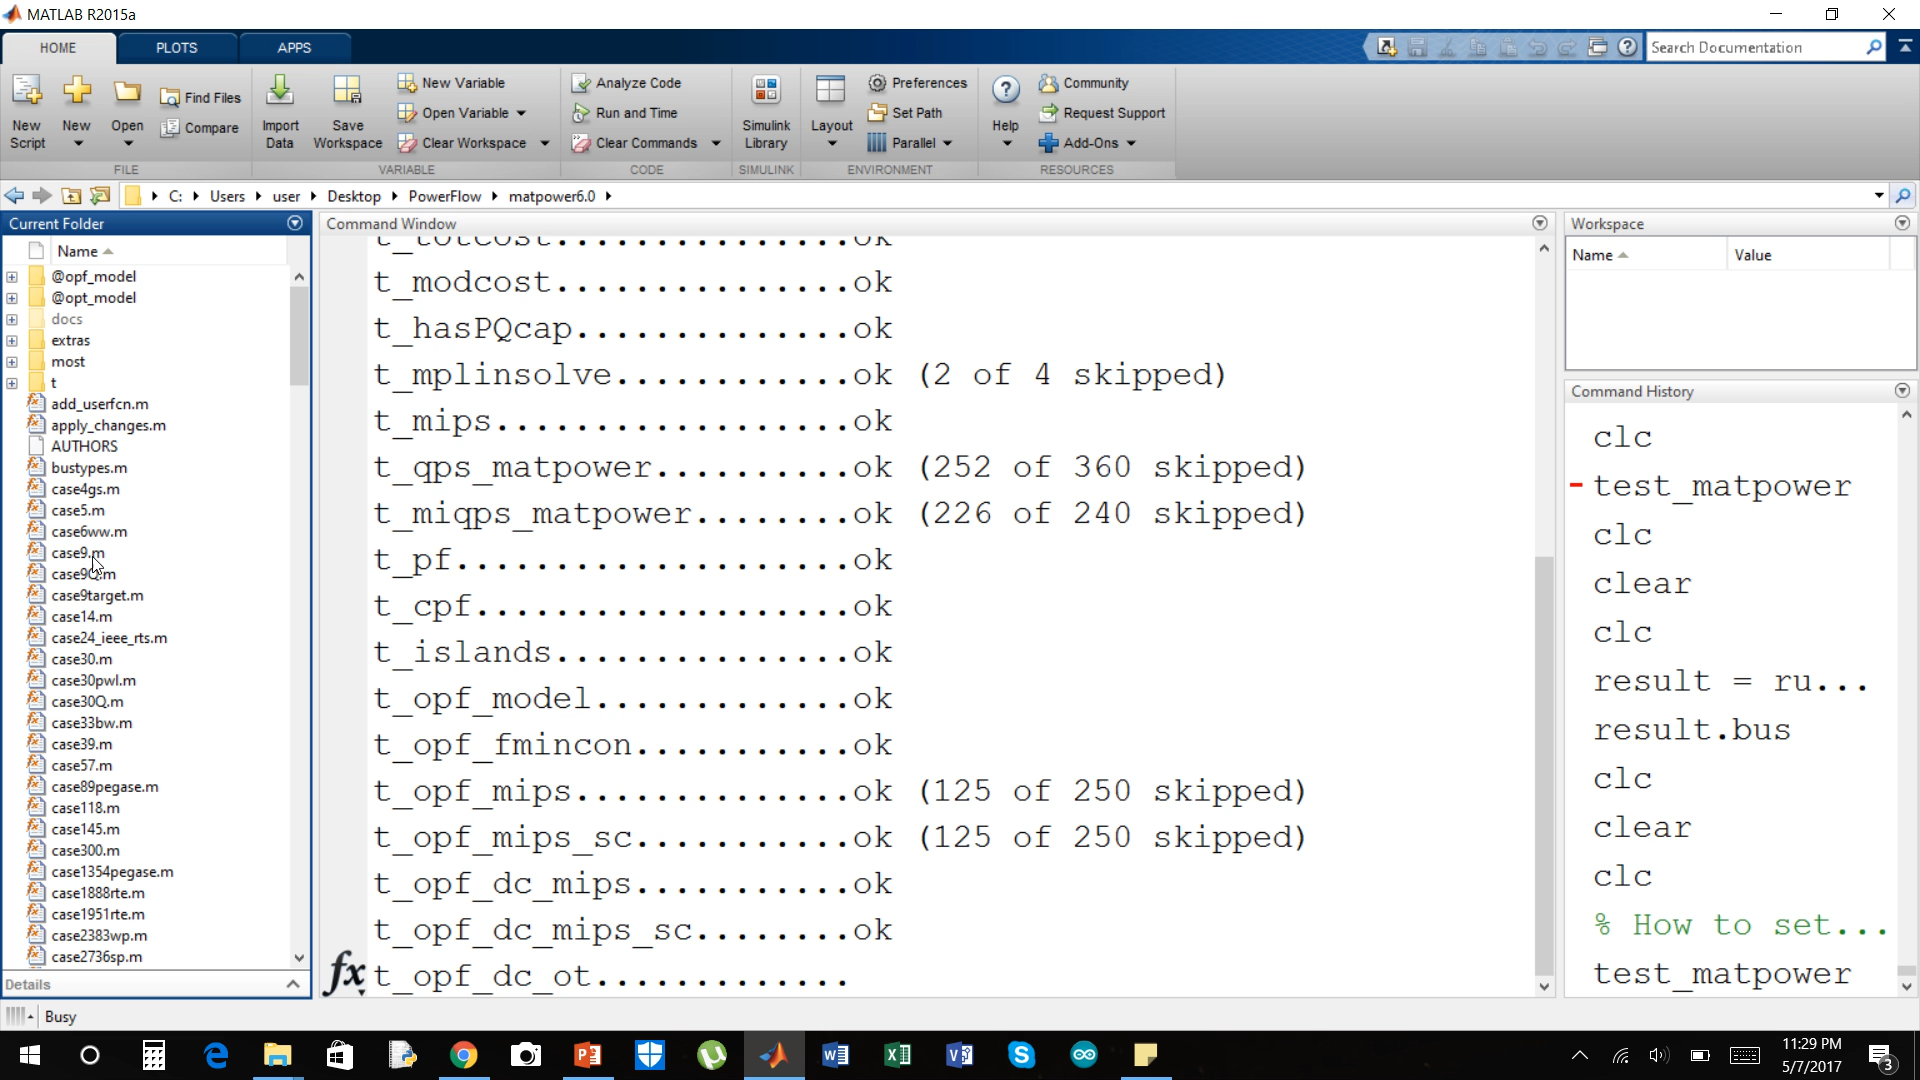 MATLAB R2015a
HOME
PLOTS
APPS
Search Documentation
New Script
New
Open
Find Files
Compare
Import Data
Save Workspace
New Variable
Open Variable
Clear Workspace
Analyze Code
Run and Time
Clear Commands
Simulink Library
Layout
Preferences
Set Path
Parallel
Help
Community
Request Support
Add-Ons
FILE
VARIABLE
CODE
SIMULINK
ENVIRONMENT
RESOURCES
C: Users user Desktop PowerFlow matpower6.0
Current Folder
Name
@opf_model
@opt_model
docs
extras
most
t
add_userfcn.m
apply_changes.m
AUTHORS
bustypes.m
case4gs.m
case5.m
case6ww.m
case9.m
case9Q.m
case9target.m
case14.m
case24_ieee_rts.m
case30.m
case30pwl.m
case30Q.m
case33bw.m
case39.m
case57.m
case89pegase.m
case118.m
case145.m
case300.m
case1354pegase.m
case1888rte.m
case1951rte.m
case2383wp.m
case2736sp.m
Details
Command Window
t_totcost...............ok
t_modcost...............ok
t_hasPQcap..............ok
t_mplinsolve............ok (2 of 4 skipped)
t_mips..................ok
t_qps_matpower..........ok (252 of 360 skipped)
t_miqps_matpower........ok (226 of 240 skipped)
t_pf....................ok
t_cpf...................ok
t_islands...............ok
t_opf_model.............ok
t_opf_fmincon...........ok
t_opf_mips..............ok (125 of 250 skipped)
t_opf_mips_sc...........ok (125 of 250 skipped)
t_opf_dc_mips...........ok
t_opf_dc_mips_sc........ok
fx t_opf_dc_ot.............
Workspace
Name Value
Command History
clc
test_matpower
clc
clear
clc
result = ru...
result.bus
clc
clear
clc
% How to set...
test_matpower
Busy
11:29 PM
5/7/2017
3